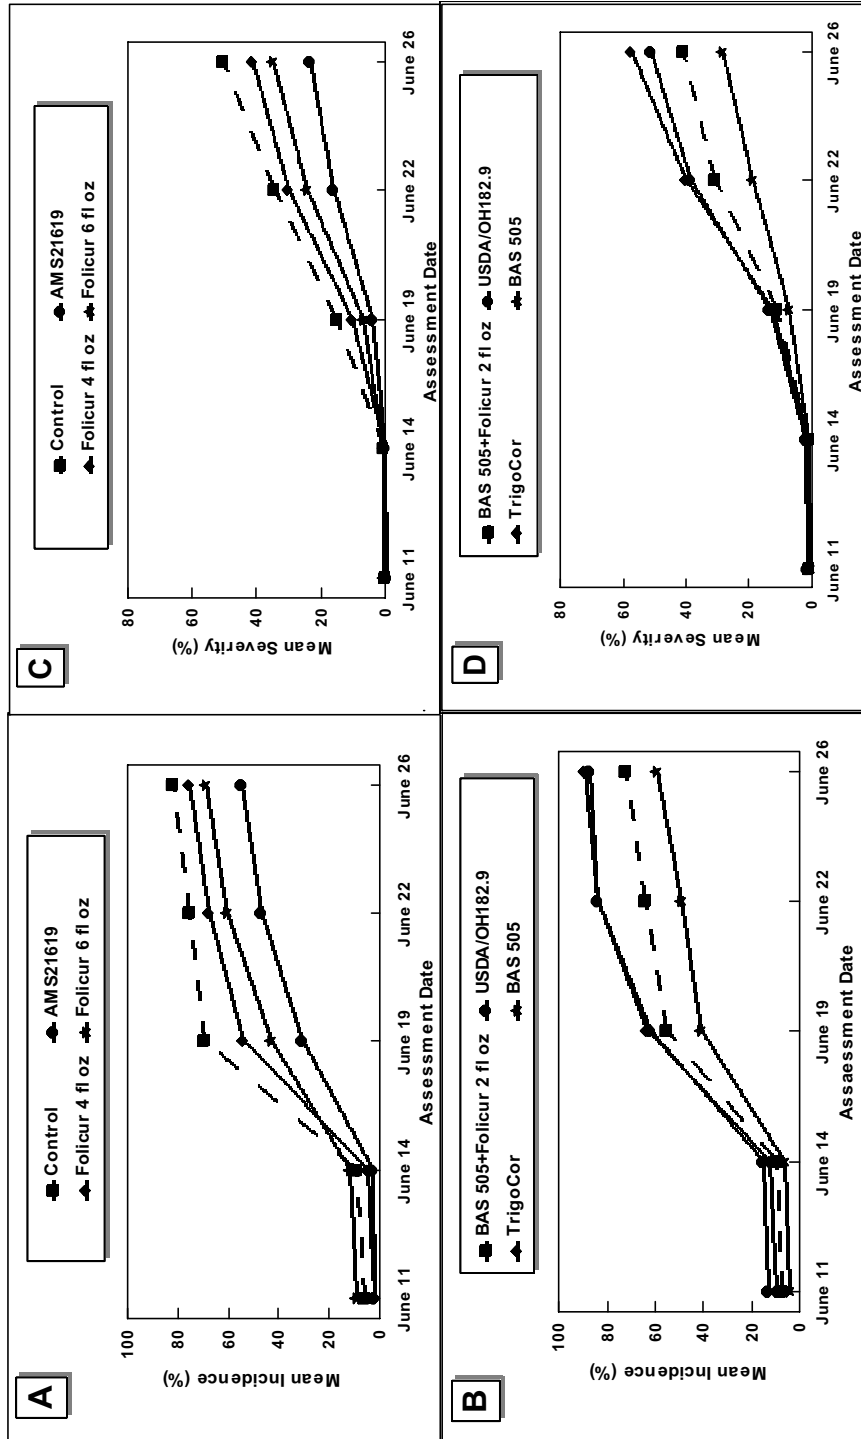 A
Control AMS21619
Folicur 4 fl oz Folicur 6 fl oz
Mean Incidence (%)
100
80
60
40
20
0
June 11 June 14 June 19 June 22 June 26
Assessment Date
C
Control AMS21619
Folicur 4 fl oz Folicur 6 fl oz
Mean Severity (%)
80
60
40
20
0
June 11 June 14 June 19 June 22 June 26
Assessment Date
B
BAS 505+Folicur 2 fl oz USDA/OH182.9
TrigoCor BAS 505
Mean Incidence (%)
100
80
60
40
20
0
June 11 June 14 June 19 June 22 June 26
Assaessment Date
D
BAS 505+Folicur 2 fl oz USDA/OH182.9
TrigoCor BAS 505
Mean Severity (%)
80
60
40
20
0
June 11 June 14 June 19 June 22 June 26
Assessment Date